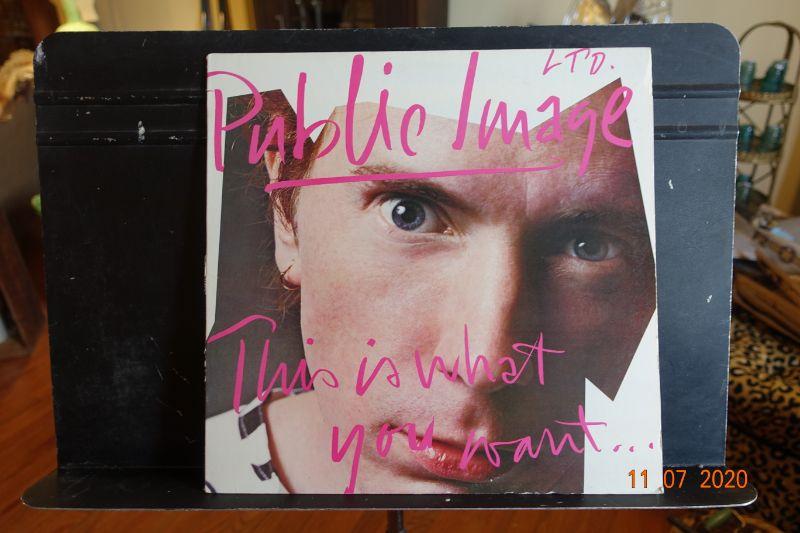 LTD.
Public Image
This is what
you want...
11 07 2020